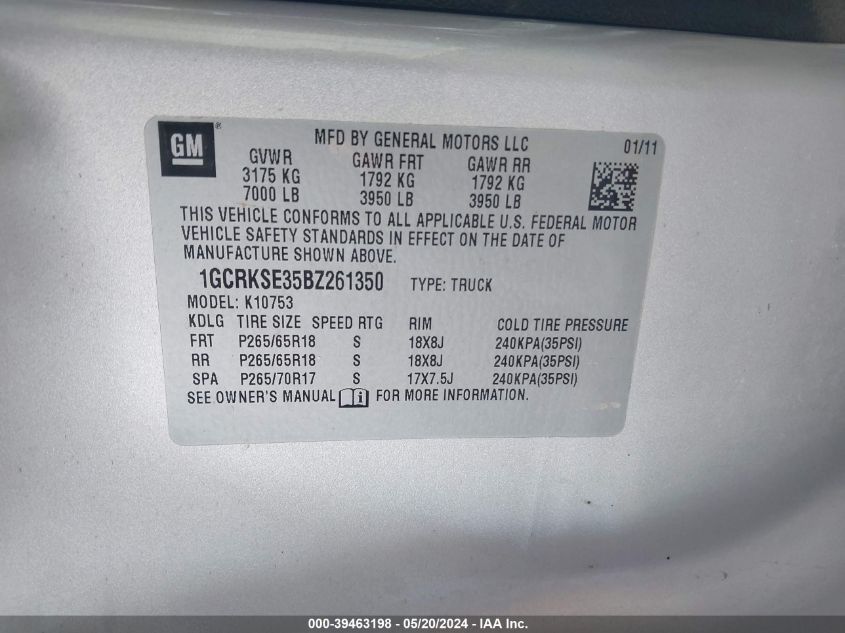 GM®
MFD BY GENERAL MOTORS LLC 01/11
GVWR GAWR FRT GAWR RR
3175 KG 1792 KG 1792 KG
7000 LB 3950 LB 3950 LB
THIS VEHICLE CONFORMS TO ALL APPLICABLE U.S. FEDERAL MOTOR
VEHICLE SAFETY STANDARDS IN EFFECT ON THE DATE OF
MANUFACTURE SHOWN ABOVE.
1GCRKSE35BZ261350 TYPE: TRUCK
MODEL: K10753
KDLG TIRE SIZE SPEED RTG RIM COLD TIRE PRESSURE
FRT P265/65R18 S 18X8J 240KPA(35PSI)
RR P265/65R18 S 18X8J 240KPA(35PSI)
SPA P265/70R17 S 17X7.5J 240KPA(35PSI)
SEE OWNER'S MANUAL FOR MORE INFORMATION.
000-39463198 - 05/20/2024 - IAA Inc.